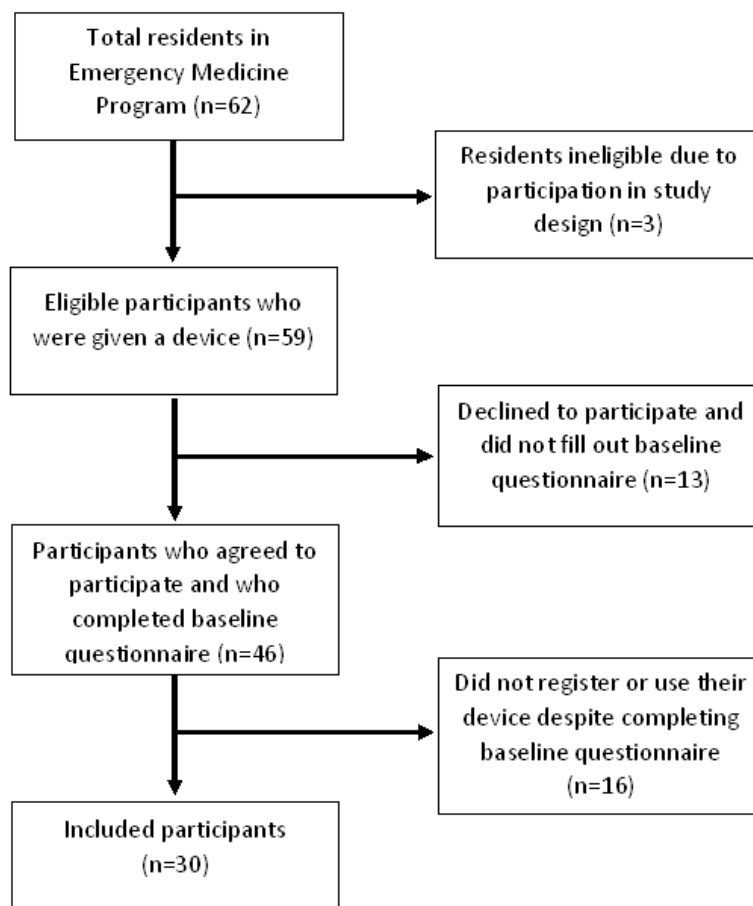 Total residents in
Emergency Medicine
Program (n=62)
Residents ineligible due to
participation in study
design (n=3)
Eligible participants who
were given a device (n=59)
Declined to participate and
did not fill out baseline
questionnaire (n=13)
Participants who agreed to
participate and who
completed baseline
questionnaire (n=46)
Did not register or use their
device despite completing
baseline questionnaire
(n=16)
Included participants
(n=30)